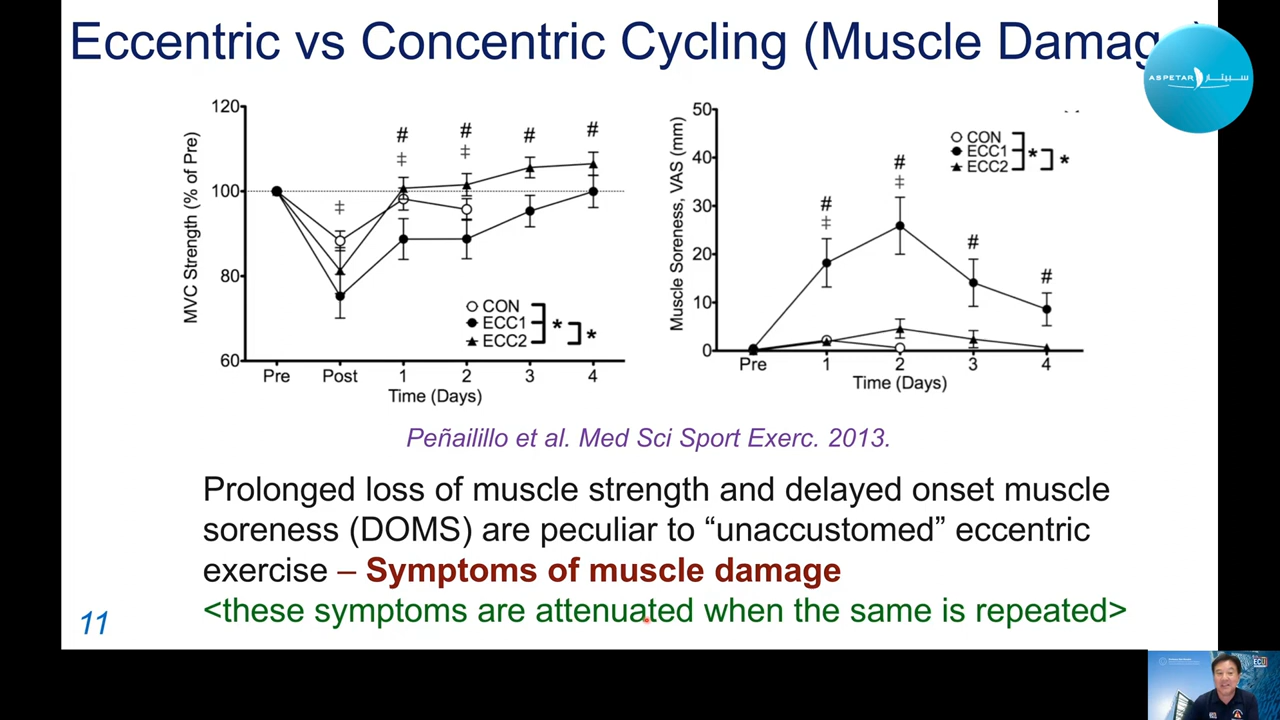 Eccentric vs Concentric Cycling (Muscle Damag
ASPETAR سبيتار
120
100
80
60
MVC Strength (% of Pre)
‡
#
‡
#
‡
#
#
CON
ECC1
ECC2
*
*
Pre Post 1 2 3 4
Time (Days)
50
40
30
20
10
0
Muscle Soreness, VAS (mm)
#
‡
#
‡
#
#
CON
ECC1
ECC2
*
*
Pre 1 2 3 4
Time (Days)
Peñailillo et al. Med Sci Sport Exerc. 2013.
Prolonged loss of muscle strength and delayed onset muscle
soreness (DOMS) are peculiar to “unaccustomed” eccentric
exercise – Symptoms of muscle damage
<these symptoms are attenuated when the same is repeated>
11
ECU